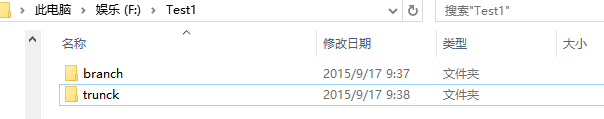 此电脑 › 娱乐 (F:) › Test1
搜索"Test1"
名称 修改日期 类型 大小
branch 2015/9/17 9:37 文件夹
trunck 2015/9/17 9:38 文件夹